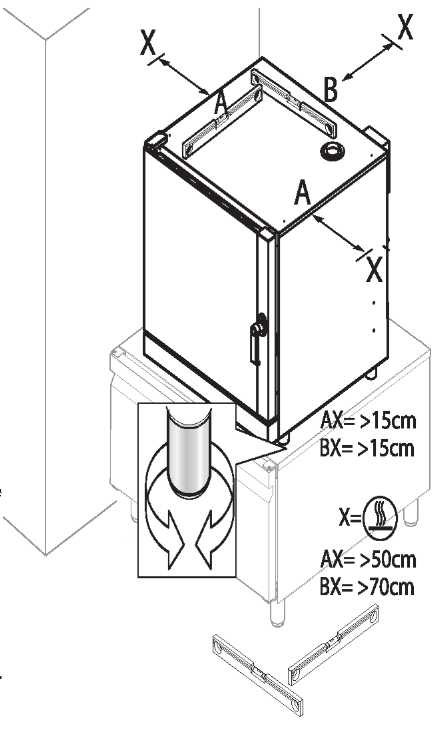 X
X
B
A
A
X
AX= >15cm
BX= >15cm
X=
AX= >50cm
BX= >70cm